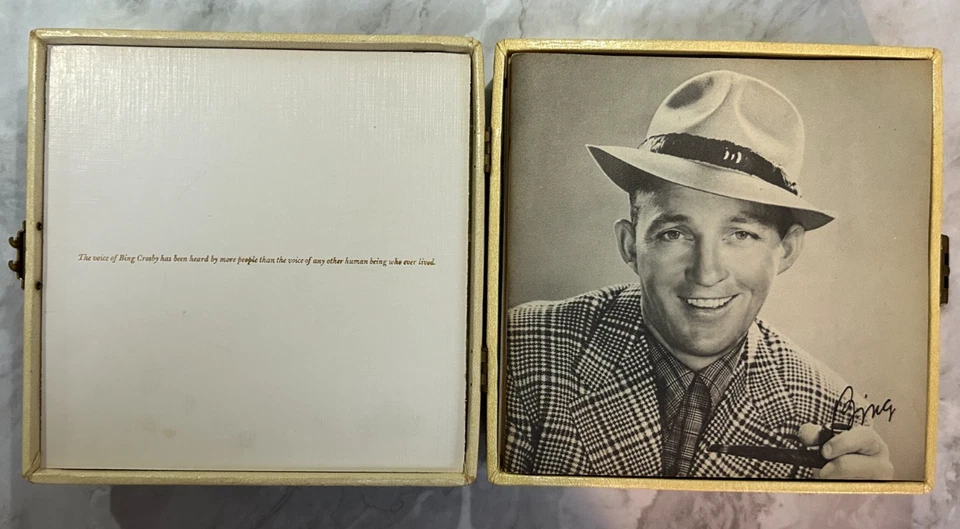 The voice of Bing Crosby has been heard by more people than the voice of any other human being who ever lived.
Bing